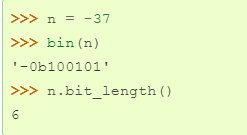 >>> n = -37
>>> bin(n)
'-0b100101'
>>> n.bit_length()
6